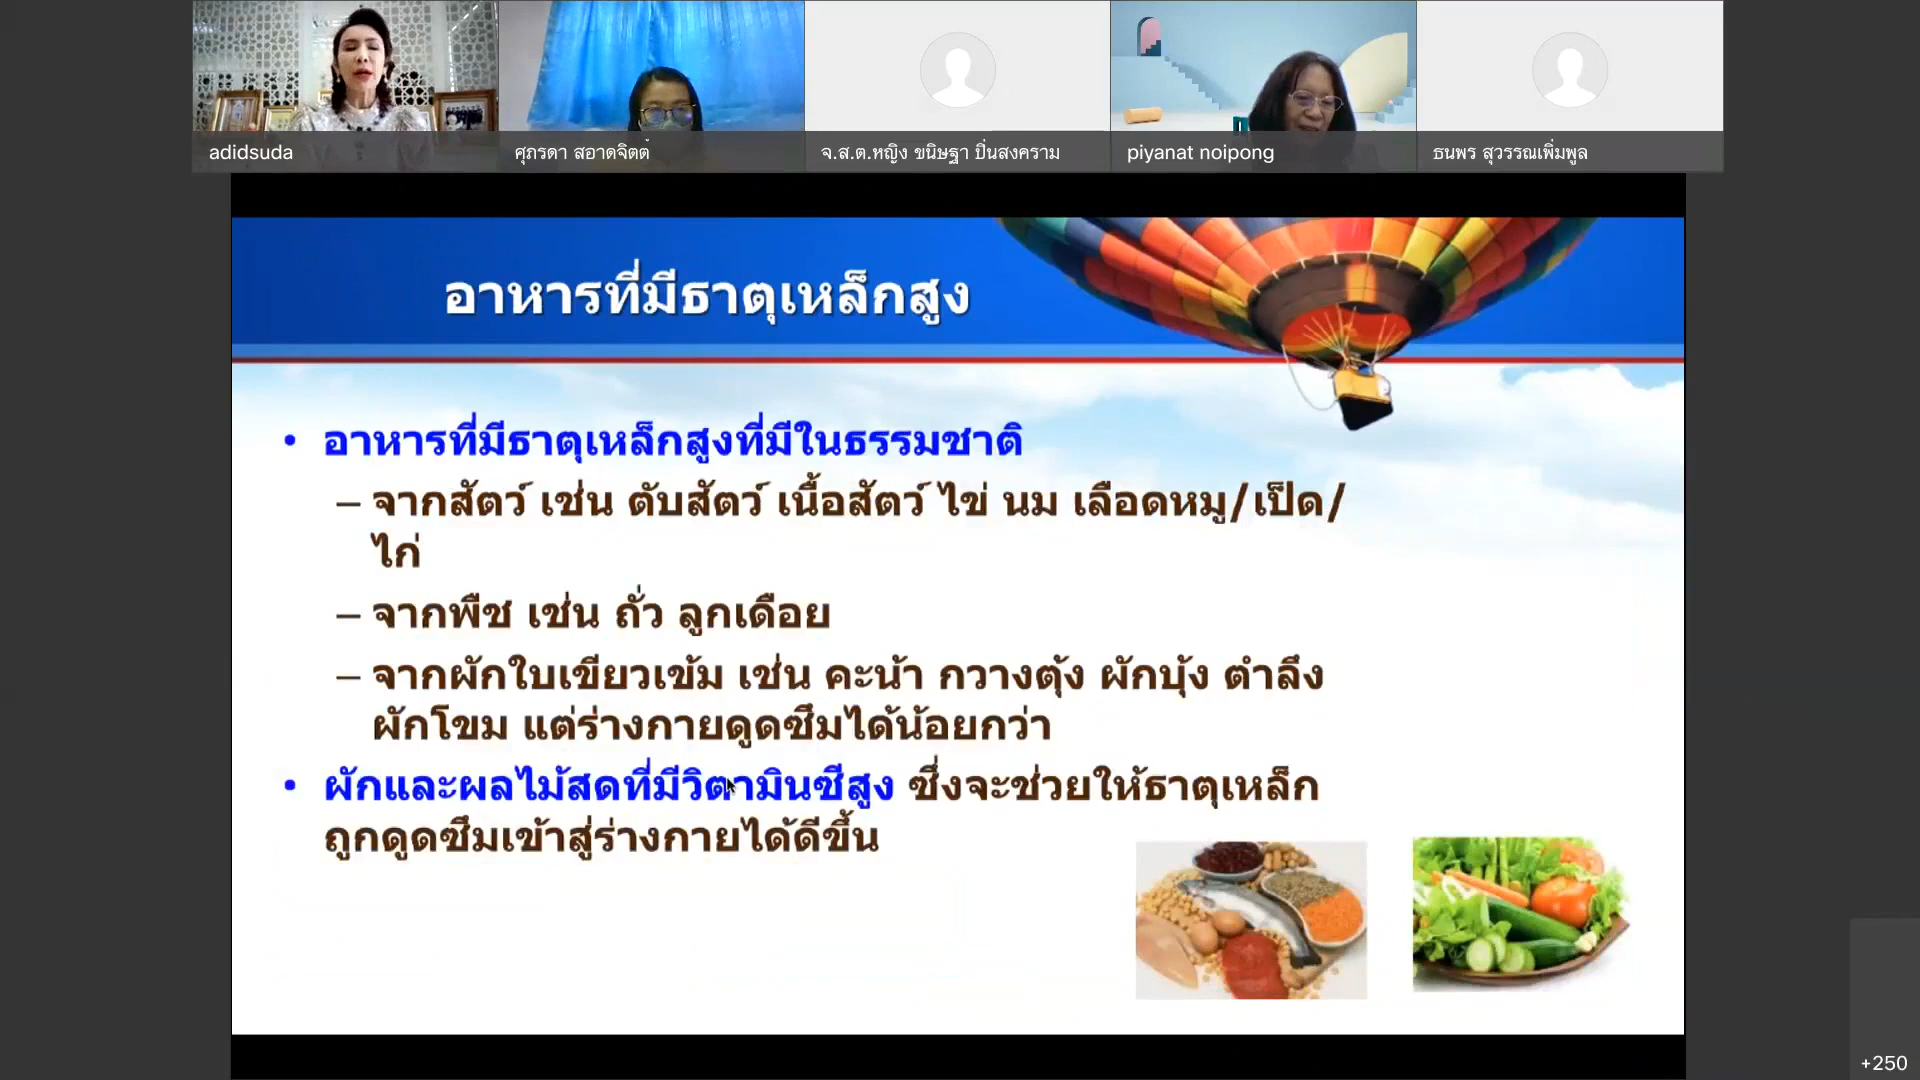 adidsuda
ศุภรดา สอาดจิตต์
จ.ส.ต.หญิง ขนิษฐา ปิ่นสงคราม
piyanat noipong
ธนพร สุวรรณเพิ่มพูล
อาหารที่มีธาตุเหล็กสูง
• อาหารที่มีธาตุเหล็กสูงที่มีในธรรมชาติ
– จากสัตว์ เช่น ตับสัตว์ เนื้อสัตว์ ไข่ นม เลือดหมู/เป็ด/
ไก่
– จากพืช เช่น ถั่ว ลูกเดือย
– จากผักใบเขียวเข้ม เช่น คะน้า กวางตุ้ง ผักบุ้ง ตำลึง
ผักโขม แต่ร่างกายดูดซึมได้น้อยกว่า
• ผักและผลไม้สดที่มีวิตามินซีสูง ซึ่งจะช่วยให้ธาตุเหล็ก
ถูกดูดซึมเข้าสู่ร่างกายได้ดีขึ้น
+250